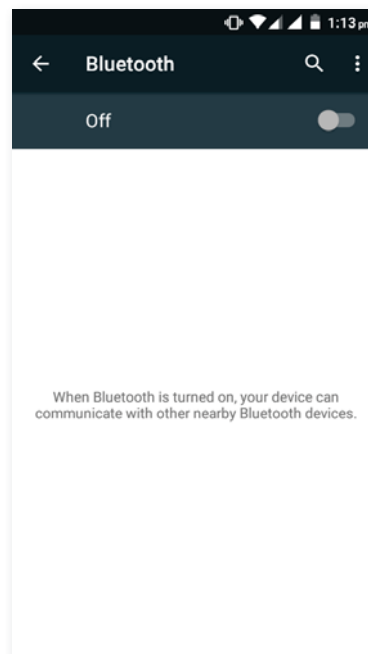 1:13 pm
Bluetooth
Off
When Bluetooth is turned on, your device can
communicate with other nearby Bluetooth devices.